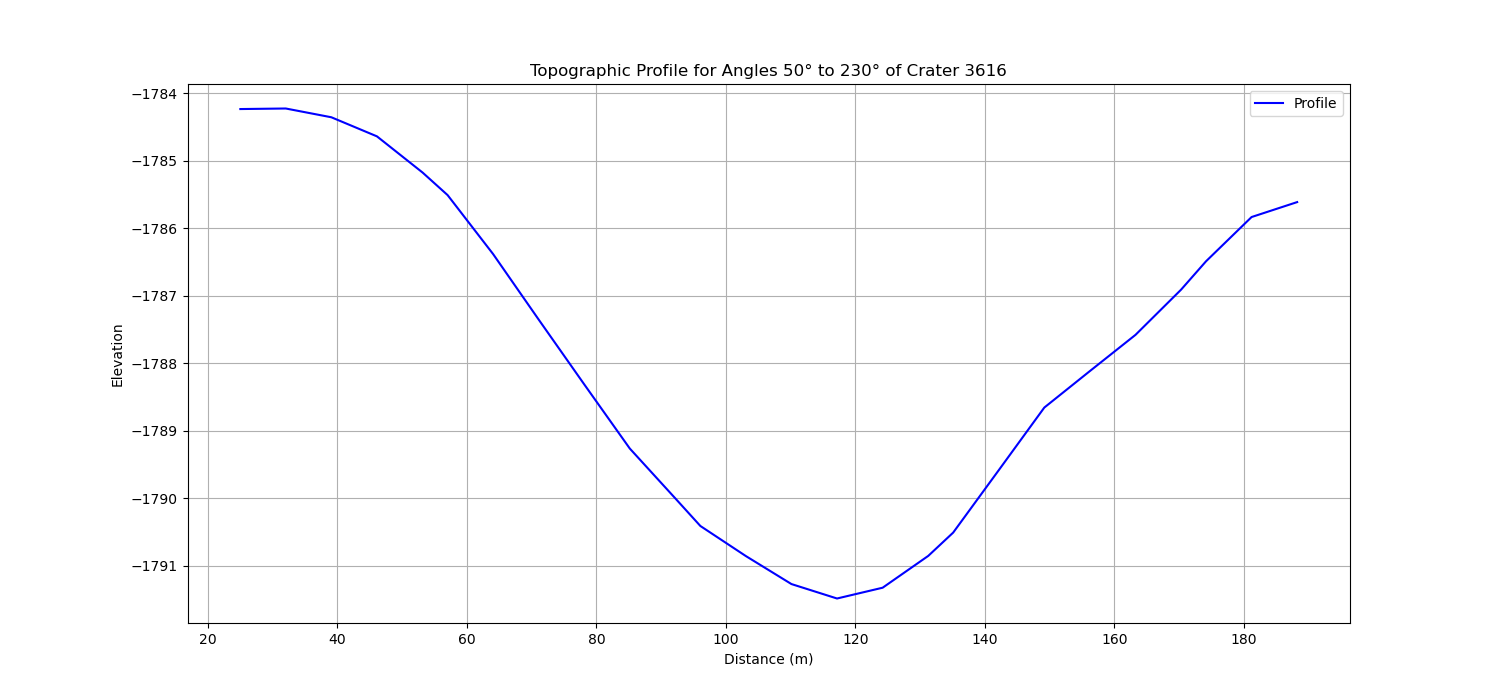 Topographic Profile for Angles 50° to 230° of Crater 3616
Profile
Elevation
−1784
−1785
−1786
−1787
−1788
−1789
−1790
−1791
20 40 60 80 100 120 140 160 180
Distance (m)